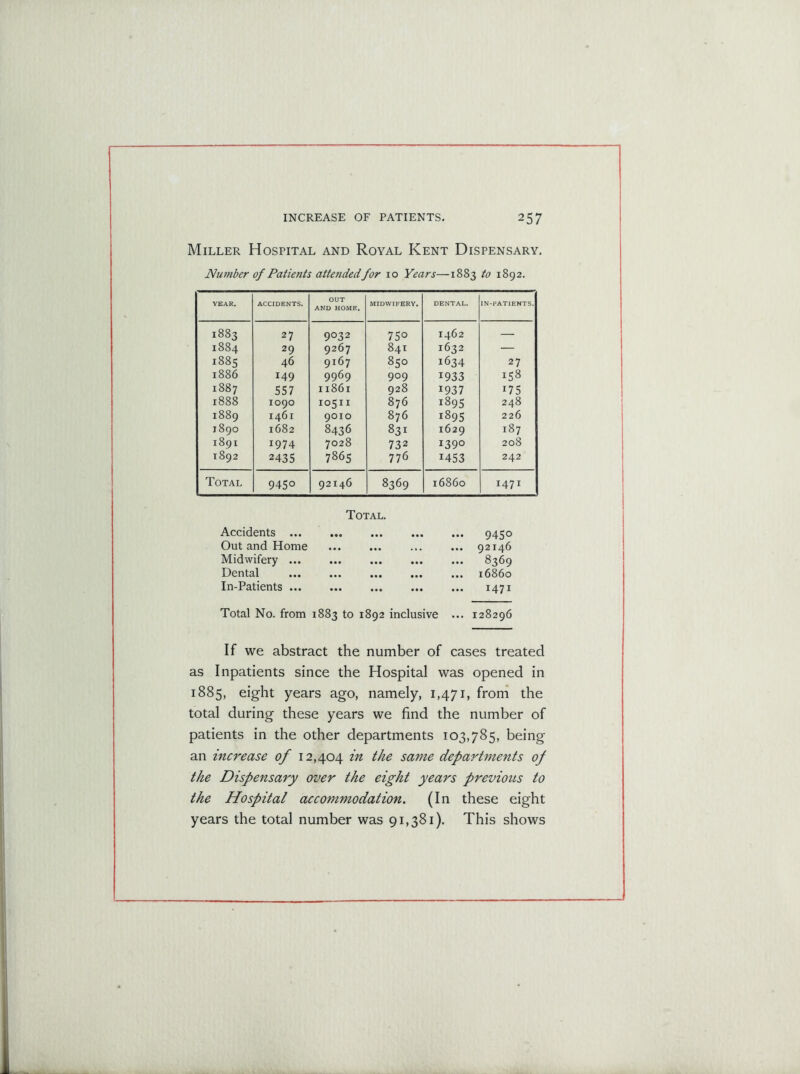 INCREASE OF PATIENTS. 257
Miller Hospital and Royal Kent Dispensary.
Number of Patients attended for 10 Years—1883 to 1892.
YEAR. ACCIDENTS. OUT AND HOME. MIDWIFERY. DENTAL. IN-PATIENTS.
1883 27 9032 750 1462 —
1884 29 9267 841 1632 —
1885 46 9167 850 1634 27
1886 149 9969 909 1933 158
1887 557 11861 928 1937 175
1888 1090 10511 876 1895 248
1889 1461 9010 876 1895 226
1890 1682 8436 831 1629 187
1891 1974 7028 732 1390 208
1892 2435 7865 776 1453 242
Total 9450 92146 8369 16860 1471
Total.
Accidents ... ... ... ... ... 9450
Out and Home ... ... ... ... 92146
Midwifery ... ... ... ... ... 8369
Dental ... ... ... ... ... 16860
In-Patients ... ... ... ... ... 1471
Total No. from 1883 to 1892 inclusive ... 128296
If we abstract the number of cases treated
as Inpatients since the Hospital was opened in
1885, eight years ago, namely, 1,471, from the
total during these years we find the number of
patients in the other departments 103,785, being
an increase of 12,404 in the same departments of
the Dispensary over the eight years previous to
the Hospital accommodation. (In these eight
years the total number was 91,381). This shows